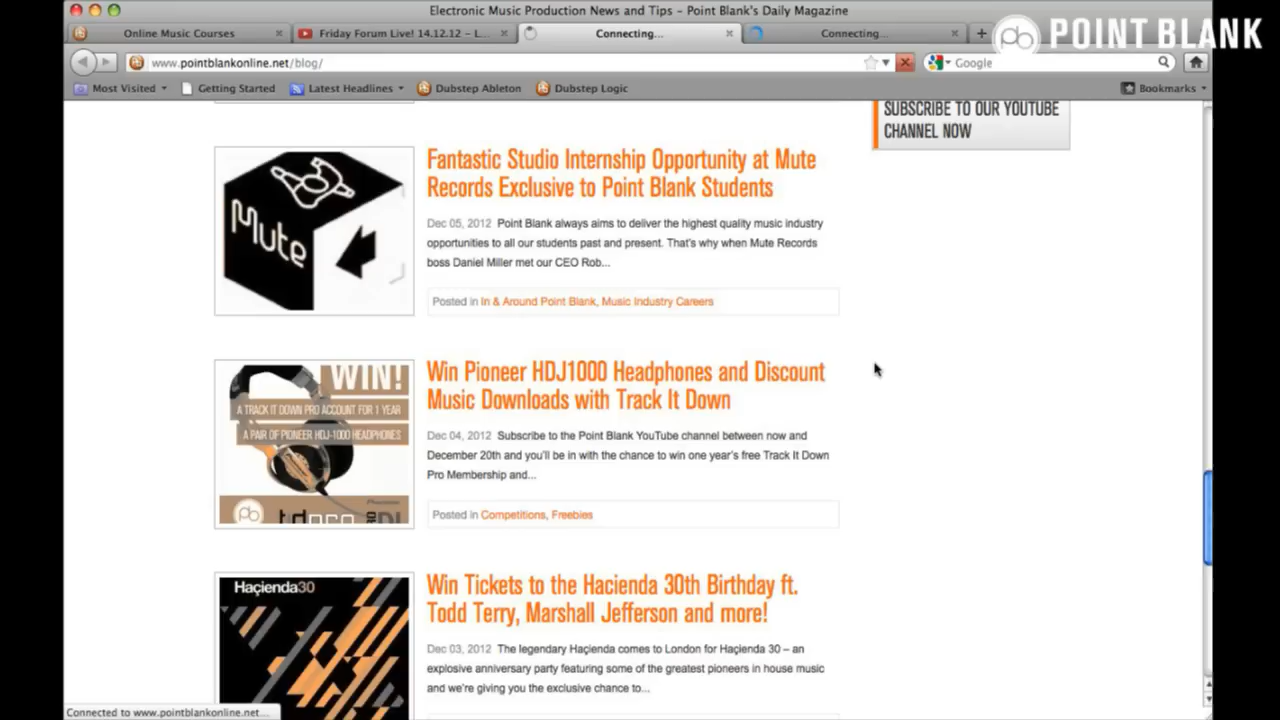 Electronic Music Production News and Tips – Point Blank's Daily Magazine
Online Music Courses
Friday Forum Live! 14.12.12 – L...
Connecting...
Connecting...
pb POINT BLANK
www.pointblankonline.net/blog/
Google
Most Visited
Getting Started
Latest Headlines
Dubstep Ableton
Dubstep Logic
Bookmarks
SUBSCRIBE TO OUR YOUTUBE
CHANNEL NOW
Mute
Fantastic Studio Internship Opportunity at Mute
Records Exclusive to Point Blank Students
Dec 05, 2012 Point Blank always aims to deliver the highest quality music industry
opportunities to all our students past and present. That's why when Mute Records
boss Daniel Miller met our CEO Rob...
Posted in In & Around Point Blank, Music Industry Careers
WIN!
A TRACK IT DOWN PRO ACCOUNT FOR 1 YEAR
A PAIR OF PIONEER HDJ-1000 HEADPHONES
pb
Win Pioneer HDJ1000 Headphones and Discount
Music Downloads with Track It Down
Dec 04, 2012 Subscribe to the Point Blank YouTube channel between now and
December 20th and you'll be in with the chance to win one year's free Track It Down
Pro Membership and...
Posted in Competitions, Freebies
Haçienda30
Win Tickets to the Hacienda 30th Birthday ft.
Todd Terry, Marshall Jefferson and more!
Dec 03, 2012 The legendary Haçienda comes to London for Haçienda 30 – an
explosive anniversary party featuring some of the greatest pioneers in house music
and we're giving you the exclusive chance to...
Connected to www.pointblankonline.net...